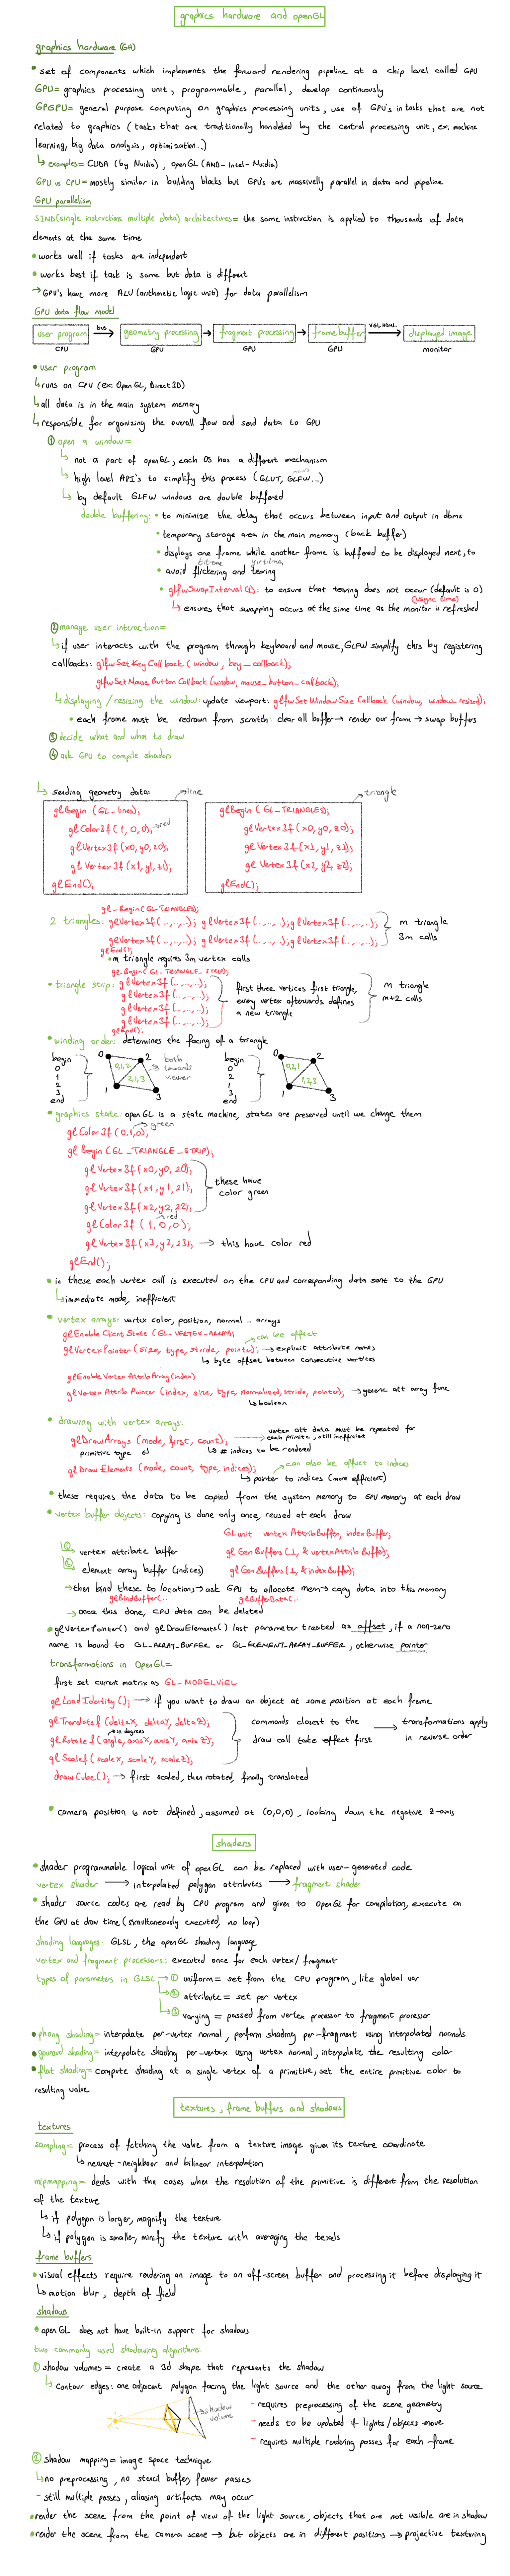 graphics hardware and openGL
graphics hardware (GH)
• set of components which implements the forward rendering pipeline at a chip level called GPU
GPU= graphics processing unit, programmable, parallel, develop continuously
GPGPU= general purpose computing on graphics processing units, use of GPU's in tasks that are not
related to graphics (tasks that are traditionally handeled by the central processing unit, ex: machine
learning, big data analysis, optimization..)
↳ examples= CUDA (by Nvidia), openGL (AMD-Intel-Nvidia)
GPU vs CPU= mostly similar in building blocks but GPU's are massivelly parallel in data and pipeline
GPU parallelism
SIMD(single instruction multiple data) architectures= the same instruction is applied to thousands of data
elements at the same time
• works well if tasks are independent
• works best if task is same but data is different
→ GPU's have more ALU (arithmetic logic unit) for data parallelism
GPU data flow model
user program bus → geometry processing → fragment processing → framebuffer VGA, HDMI.. → displayed image
CPU GPU GPU GPU monitor
• user program
↳ runs on CPU (ex: Open GL, Direct 3D)
↳ all data is in the main system memory
↳ responsible for organizing the overall flow and send data to GPU
① open a window=
↳ not a part of openGL, each OS has a different mechanism
↳ high level API's to simplify this process (GLUT, GLFW...)
↳ by default GLFW windows are double buffered
double buffering: • to minimize the delay that occurs between input and output in dbms
• temporary storage area in the main memory (back buffer)
• displays one frame while another frame is buffered to be displayed next, to
• avoid flickering and tearing
• glfwSwapInterval(1): to ensure that tearing does not occur (default is 0)
(vsync time)
↳ ensures that swapping occurs at the same time as the monitor is refreshed
② manage user interaction=
↳ if user interacts with the program through keyboard and mouse, GLFW simplify this by registering
callbacks: glfwSetKeyCallback (window, key_callback);
glfwSetMouseButtonCallback (window, mouse_button_callback);
↳ displaying / resizing the window: update viewport: glfwSetWindowSizeCallback (window, window_resized);
• each frame must be redrawn from scratch: clear all buffer → render our frame → swap buffers
③ decide what and when to draw
④ ask GPU to compile shaders
↳ sending geometry data:
line
triangle
glBegin (GL_lines);
glColor3f (1, 0, 0); → red
glVertex3f (x0, y0, z0);
glVertex3f (x1, y1, z1);
glEnd();
glBegin (GL_TRIANGLES);
glVertex3f (x0, y0, z0);
glVertex3f (x1, y1, z1);
glVertex3f (x2, y2, z2);
glEnd();
gl_Begin(GL_TRIANGLES);
2 triangles: glVertex3f (..,..,..); glVertex3f (..,..,..); glVertex3f (..,..,..);
glVertex3f (..,..,..); glVertex3f (..,..,..); glVertex3f (..,..,..);
glEnd();
m triangle
3m calls
• m triangle requires 3m vertex calls
gl.Begin(GL_TRIANGLE_STRIP);
• triangle strip: glVertex3f (..,..,..);
glVertex3f (..,..,..);
glVertex3f (..,..,..);
glVertex3f (..,..,..);
glEnd();
first three vertices first triangle,
every vertex afterwards defines
a new triangle
m triangle
m+2 calls
• winding order: determines the facing of a triangle
begin
0
1
2
3
end
0 2
0,1,2
2,1,3
1 3
both
towards
viewer
begin
0
2
1
3
end
0 2
0,2,1
1,2,3
1 3
• graphics state: open GL is a state machine, states are preserved until we change them
glColor3f (0,1,0); → green
glBegin (GL_TRIANGLE_STRIP);
glVertex3f (x0, y0, z0);
glVertex3f (x1, y1, z1);
glVertex3f (x2, y2, z2);
these have
color green
glColor3f (1, 0, 0); red
glVertex3f (x3, y3, z3); → this have color red
glEnd();
• in these each vertex call is executed on the CPU and corresponding data sent to the GPU
↳ immediate mode, inefficient
• vertex arrays: vertex color, position, normal .. arrays
glEnable Client State (GL_VERTEX_ARRAY);
can be offset
glVertexPointer (size, type, stride, pointer); → explicit attribute names
↳ byte offset between consecutive vertices
glEnable Vertex AttribArray(index)
glVertex Attrib Pointer (index, size, type, normalized, stride, pointer); → generic att array func
↳ boolean
• drawing with vertex arrays:
glDrawArrays (mode, first, count); → vertex att data must be repeated for
each primitive, still inefficient
primitive type ↲ ↳ # indices to be rendered
glDraw Elements (mode, count, type, indices); can also be offset to indices
↳ pointer to indices (more efficient)
• these requires the data to be copied from the system memory to GPU memory at each draw
• vertex buffer objects: copying is done only once, reused at each draw
GLuint vertexAttribBuffer, indexBuffer;
① vertex attribute buffer glGenBuffers (1, & vertexAttribBuffer);
② element array buffer (indices) glGenBuffers (1, & indexBuffer);
→ then bind these to locations → ask GPU to allocate mem → copy data into this memory
glBindBuffer(.. glBufferData(..
→ once this done, CPU data can be deleted
• glVertexPointer() and glDrawElements() last parameter treated as offset, if a non-zero
name is bound to GL_ARRAY_BUFFER or GL_ELEMENT_ARRAY_BUFFER, otherwise pointer
transformations in OpenGL=
first set current matrix as GL_MODELVIEW
glLoadIdentity (); → if you want to draw an object at same position at each frame
glTranslatef (deltaX, deltaY, deltaZ);
in degrees
glRotatef (angle, axisX, axisY, axisZ);
glScalef (scaleX, scaleY, scaleZ);
commands closest to the
draw call take effect first
→ transformations apply
in reverse order
drawCube(); → first scaled, then rotated, finally translated
• camera position is not defined, assumed at (0,0,0), looking down the negative z-axis
shaders
• shader programmable logical unit of openGL can be replaced with user-generated code
vertex shader → interpolated polygon attributes → fragment shader
• shader source codes are read by CPU program and given to OpenGL for compilation, execute on
the GPU at draw time (simultaneously executed, no loop)
shading languages: GLSL, the openGL shading language
vertex and fragment processors: executed once for each vertex / fragment
types of parameters in GLSL → ① uniform= set from the CPU program, like global var
② attribute= set per vertex
③ varying = passed from vertex processor to fragment processor
• phong shading= interpolate per-vertex normal, perform shading per-fragment using interpolated normals
• gouraud shading= interpolate shading per-vertex using vertex normal, interpolate the resulting color
• flat shading= compute shading at a single vertex of a primitive, set the entire primitive color to
resulting value
textures, frame buffers and shadows
textures
sampling= process of fetching the value from a texture image given its texture coordinate
↳ nearest-neighbour and bilinear interpolation
mipmapping= deals with the cases when the resolution of the primitive is different from the resolution
of the texture
↳ if polygon is larger, magnify the texture
↳ if polygon is smaller, minify the texture with averaging the texels
frame buffers
• visual effects require rendering an image to an off-screen buffer and processing it before displaying it
↳ motion blur, depth of field
shadows
• open GL does not have built-in support for shadows
two commonly used shadowing algorithms:
① shadow volumes = create a 3d shape that represents the shadow
↳ Contour edges: one adjacent polygon facing the light source and the other away from the light source
→ shadow
volume
- requires preprocessing of the scene geometry
- needs to be updated if lights/objects move
- requires multiple rendering passes for each frame
② shadow mapping = image space technique
↳ no preprocessing, no stencil buffer, fewer passes
- still multiple passes, aliasing artifacts may occur
• render the scene from the point of view of the light source, objects that are not visible are in shadow
• render the scene from the camera scene → but objects are in different positions → projective texturing